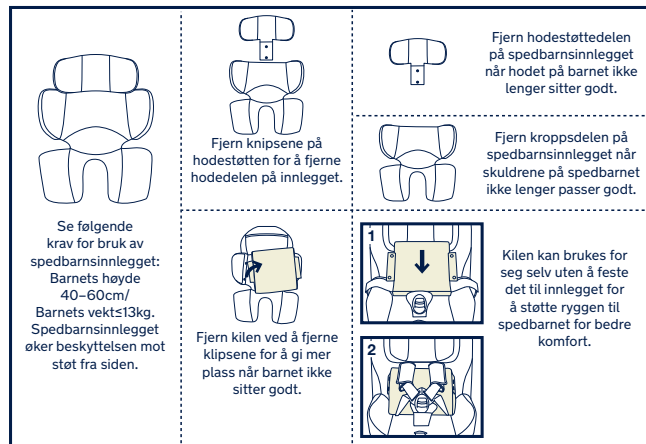 Se følgende
krav for bruk av
spedbarnsinnlegget:
Barnets høyde
40–60cm/
Barnets vekt≤13kg.
Spedbarnsinnlegget
øker beskyttelsen mot
støt fra siden.
Fjern knipsene på
hodestøtten for å fjerne
hodedelen på innlegget.
Fjern kilen ved å fjerne
klipsene for å gi mer
plass når barnet ikke
sitter godt.
Fjern hodestøttedelen
på spedbarnsinnlegget
når hodet på barnet ikke
lenger sitter godt.
Fjern kroppsdelen på
spedbarnsinnlegget når
skuldrene på spedbarnet
ikke lenger passer godt.
1
2
Kilen kan brukes for
seg selv uten å feste
det til innlegget for
å støtte ryggen til
spedbarnet for bedre
komfort.